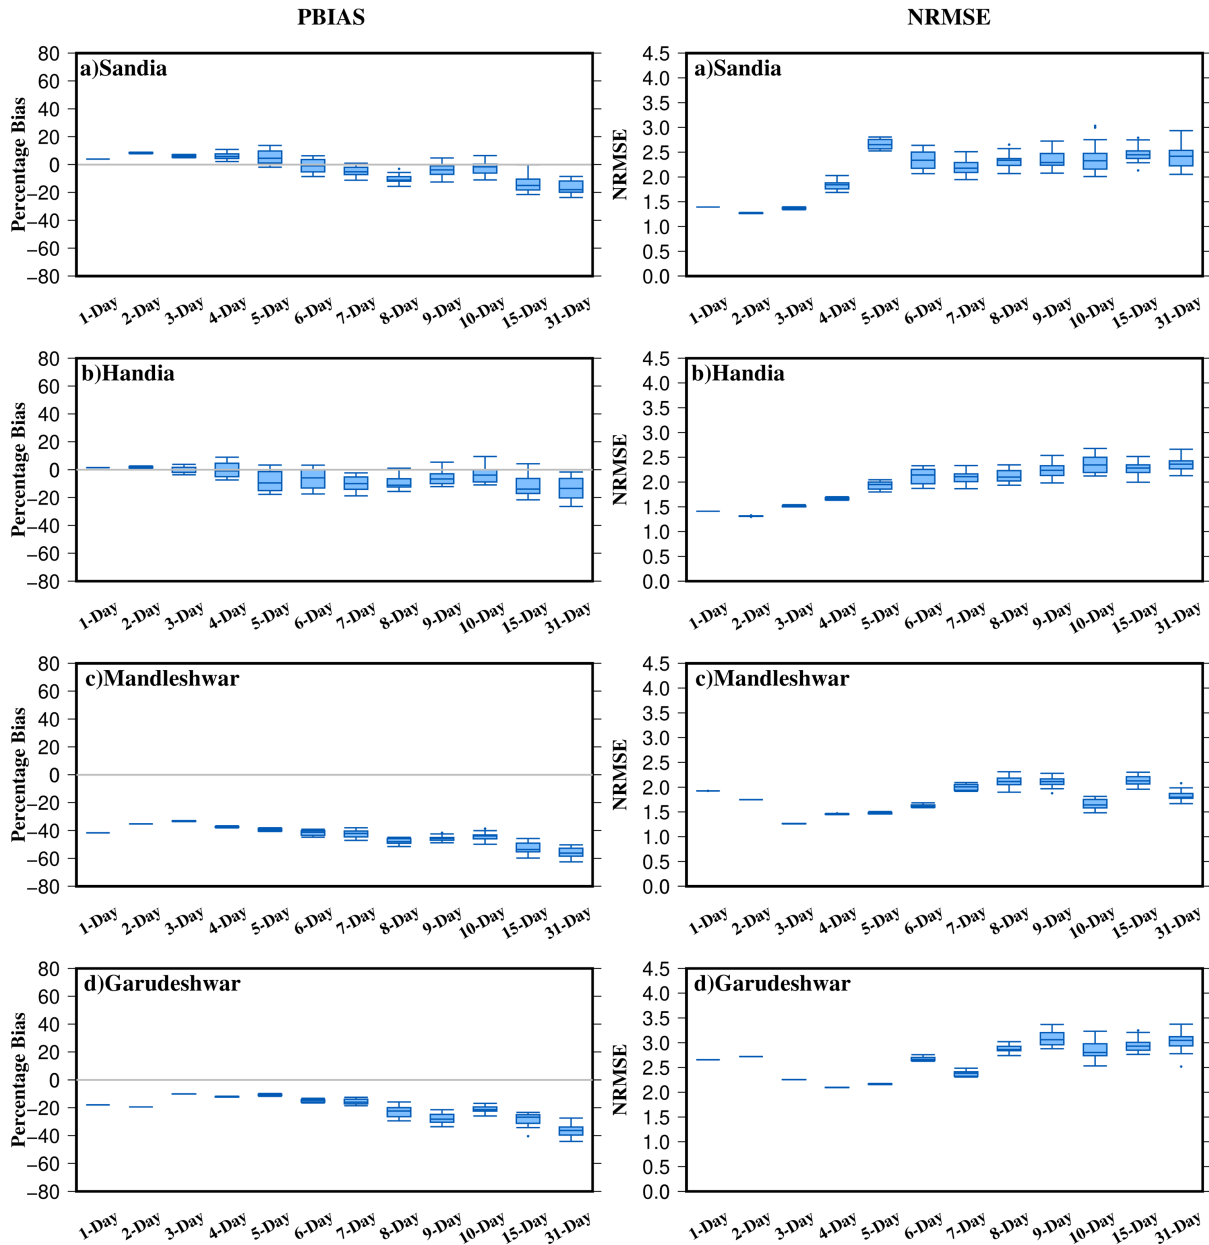 PBIAS
NRMSE
a)Sandia
Percentage Bias
80
60
40
20
0
−20
−40
−60
−80
1-Day 2-Day 3-Day 4-Day 5-Day 6-Day 7-Day 8-Day 9-Day 10-Day 15-Day 31-Day
a)Sandia
NRMSE
4.5
4.0
3.5
3.0
2.5
2.0
1.5
1.0
0.5
0.0
1-Day 2-Day 3-Day 4-Day 5-Day 6-Day 7-Day 8-Day 9-Day 10-Day 15-Day 31-Day
b)Handia
Percentage Bias
80
60
40
20
0
−20
−40
−60
−80
1-Day 2-Day 3-Day 4-Day 5-Day 6-Day 7-Day 8-Day 9-Day 10-Day 15-Day 31-Day
b)Handia
NRMSE
4.5
4.0
3.5
3.0
2.5
2.0
1.5
1.0
0.5
0.0
1-Day 2-Day 3-Day 4-Day 5-Day 6-Day 7-Day 8-Day 9-Day 10-Day 15-Day 31-Day
c)Mandleshwar
Percentage Bias
80
60
40
20
0
−20
−40
−60
−80
1-Day 2-Day 3-Day 4-Day 5-Day 6-Day 7-Day 8-Day 9-Day 10-Day 15-Day 31-Day
c)Mandleshwar
NRMSE
4.5
4.0
3.5
3.0
2.5
2.0
1.5
1.0
0.5
0.0
1-Day 2-Day 3-Day 4-Day 5-Day 6-Day 7-Day 8-Day 9-Day 10-Day 15-Day 31-Day
d)Garudeshwar
Percentage Bias
80
60
40
20
0
−20
−40
−60
−80
1-Day 2-Day 3-Day 4-Day 5-Day 6-Day 7-Day 8-Day 9-Day 10-Day 15-Day 31-Day
d)Garudeshwar
NRMSE
4.5
4.0
3.5
3.0
2.5
2.0
1.5
1.0
0.5
0.0
1-Day 2-Day 3-Day 4-Day 5-Day 6-Day 7-Day 8-Day 9-Day 10-Day 15-Day 31-Day